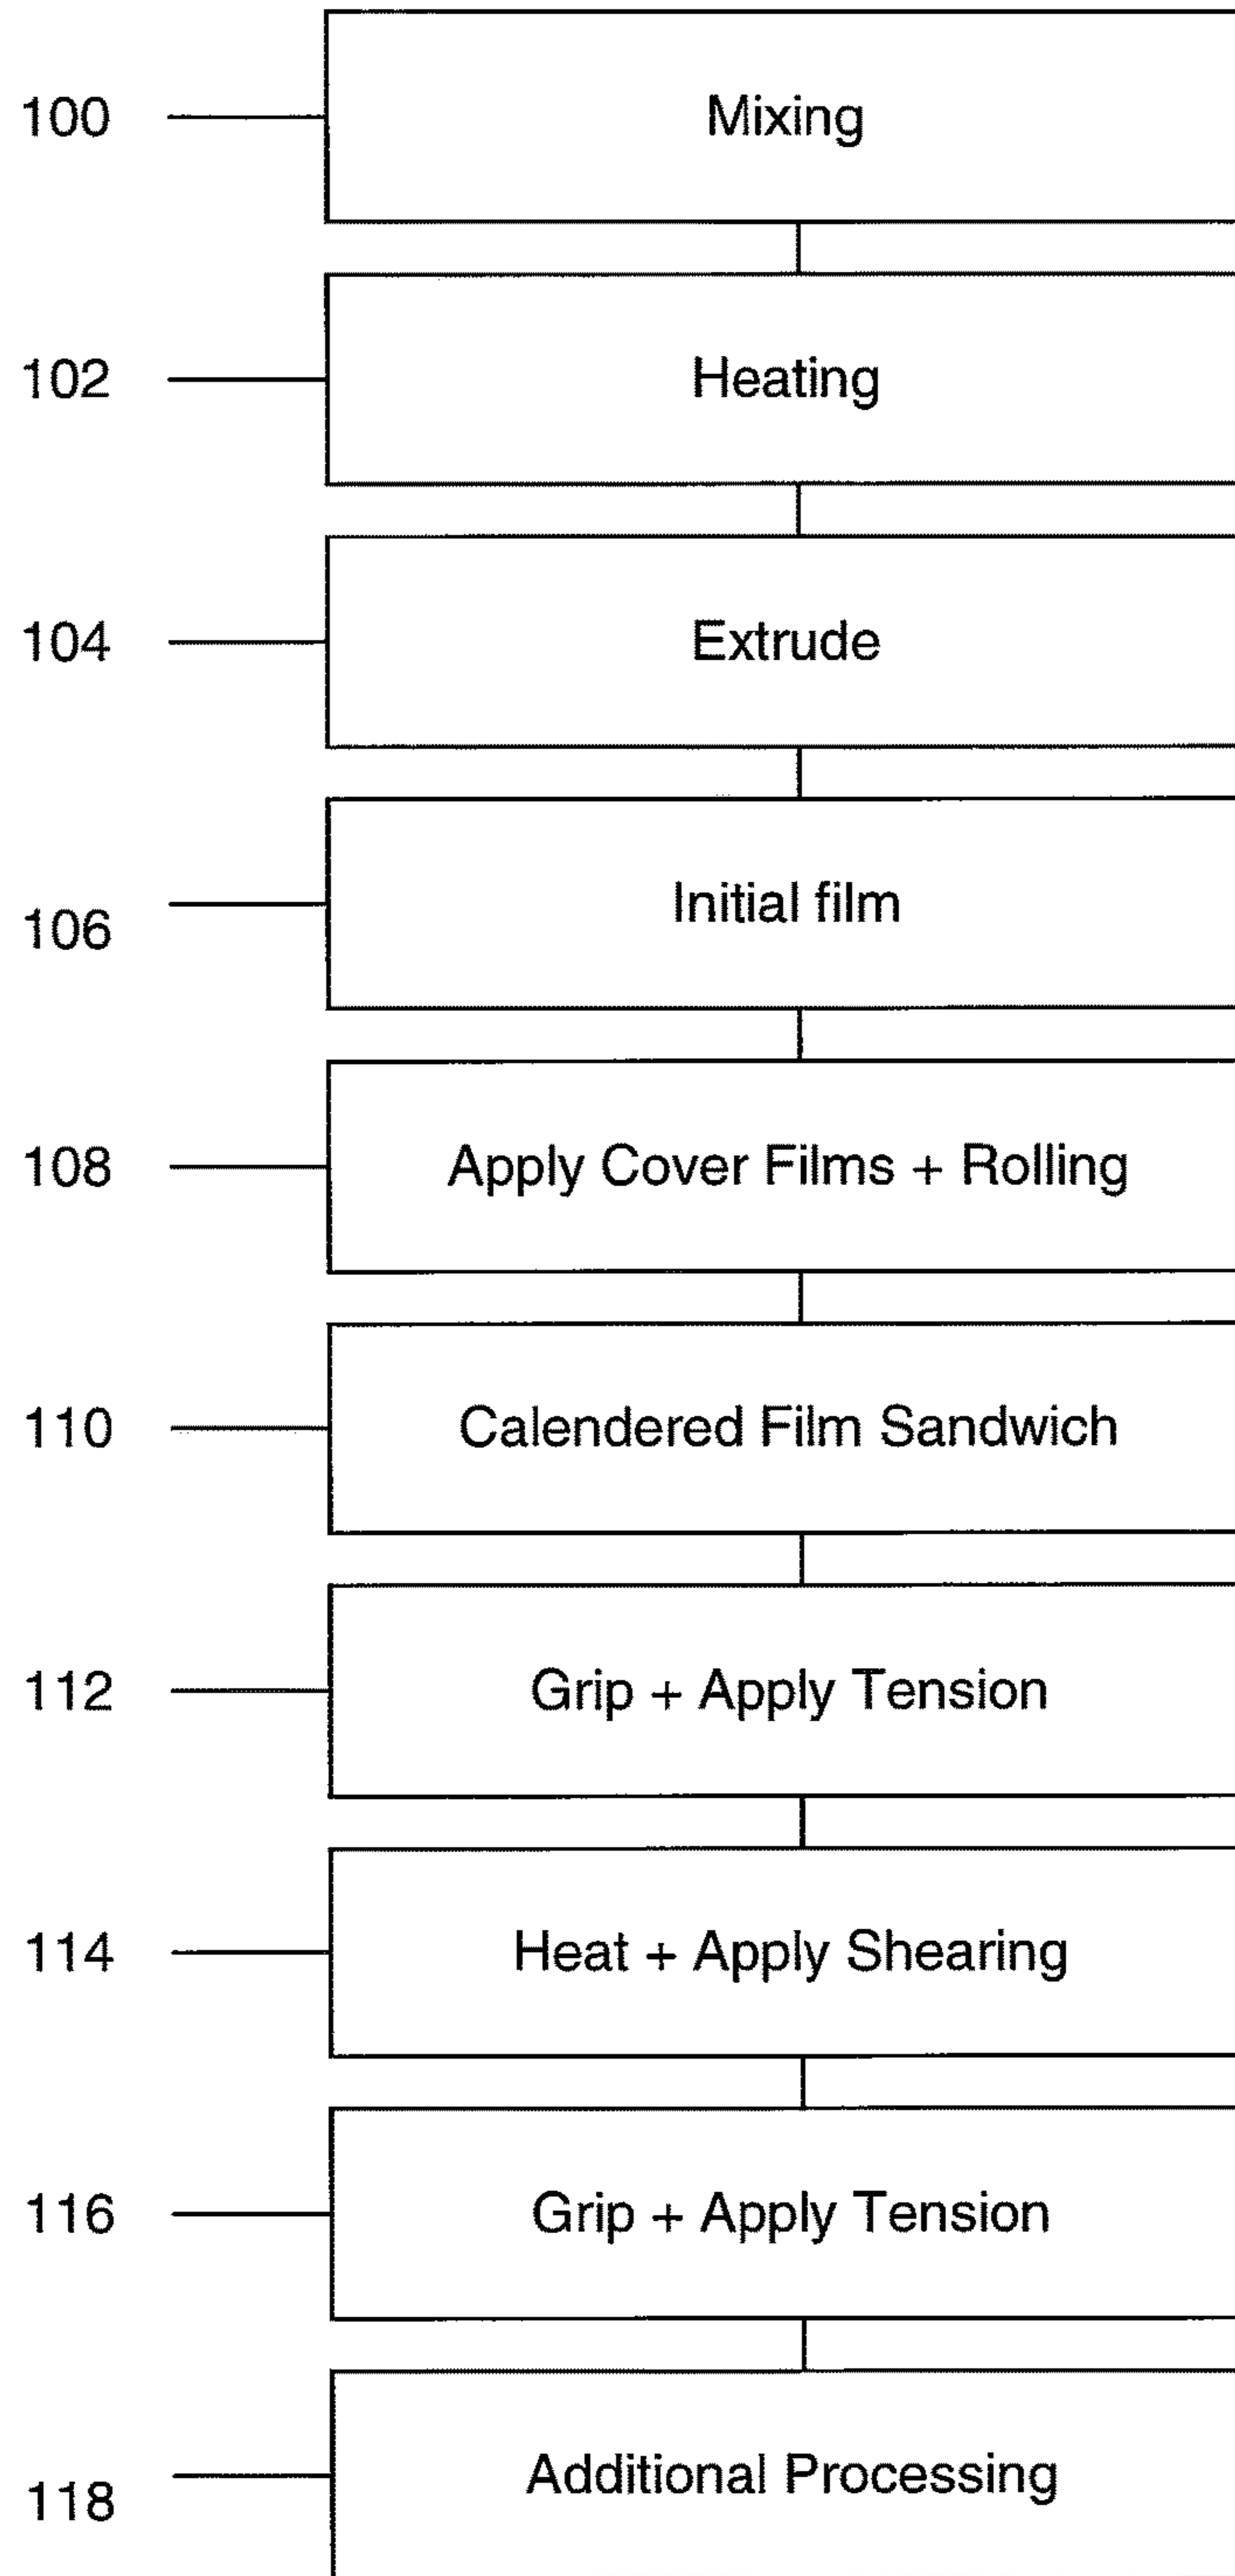 100 Mixing
102 Heating
104 Extrude
106 Initial film
108 Apply Cover Films + Rolling
110 Calendered Film Sandwich
112 Grip + Apply Tension
114 Heat + Apply Shearing
116 Grip + Apply Tension
118 Additional Processing